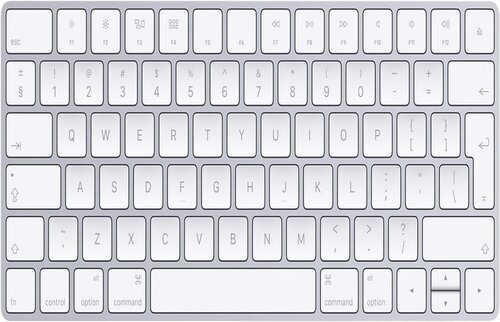 esc F1 F2 F3 F4 F5 F6 F7 F8 F9 F10 F11 F12
± ! @ # $ % ^ & * ( ) _ +
§ 1 2 3 4 5 6 7 8 9 0 - =
{ }
Q W E R T Y U I O P [ ]
: " |
A S D F G H J K L ; ' \
~ < > ?
` Z X C V B N M , . /
alt ⌘ ⌘ alt
fn control option command command option